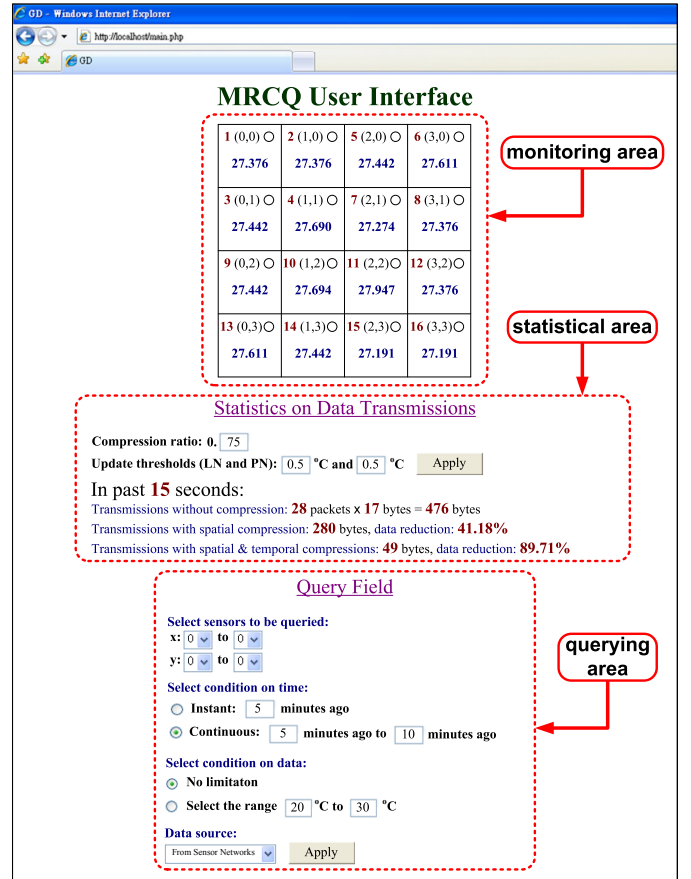 GD - Windows Internet Explorer
http://localhost/main.php
GD
MRCQ User Interface
1 (0,0) 2 (1,0) 5 (2,0) 6 (3,0)
27.376 27.376 27.442 27.611
3 (0,1) 4 (1,1) 7 (2,1) 8 (3,1)
27.442 27.690 27.274 27.376
9 (0,2) 10 (1,2) 11 (2,2) 12 (3,2)
27.442 27.694 27.947 27.376
13 (0,3) 14 (1,3) 15 (2,3) 16 (3,3)
27.611 27.442 27.191 27.191
monitoring area
statistical area
Statistics on Data Transmissions
Compression ratio: 0. 75
Update thresholds (LN and PN): 0.5 °C and 0.5 °C Apply
In past 15 seconds:
Transmissions without compression: 28 packets x 17 bytes = 476 bytes
Transmissions with spatial compression: 280 bytes, data reduction: 41.18%
Transmissions with spatial & temporal compressions: 49 bytes, data reduction: 89.71%
Query Field
Select sensors to be queried:
x: 0 to 0
y: 0 to 0
querying
area
Select condition on time:
Instant: 5 minutes ago
Continuous: 5 minutes ago to 10 minutes ago
Select condition on data:
No limitaton
Select the range 20 °C to 30 °C
Data source:
From Sensor Networks Apply